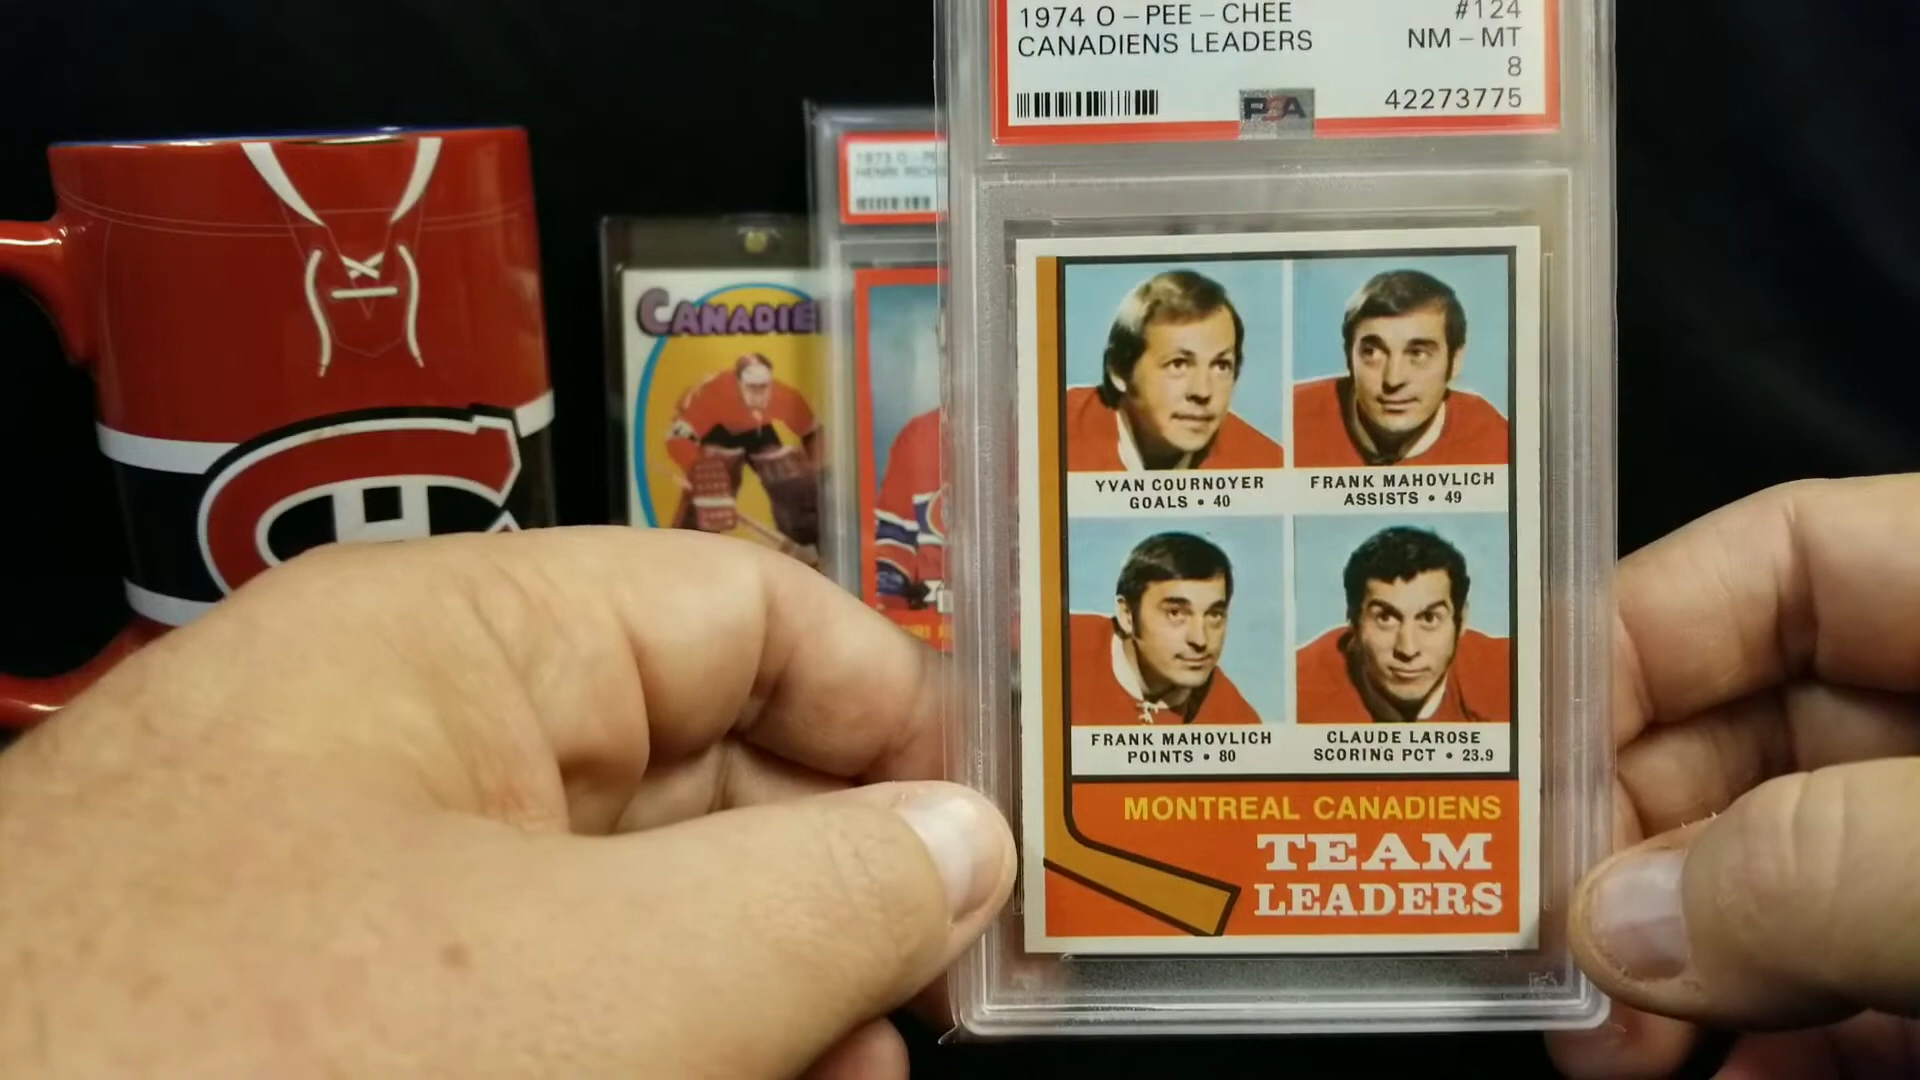 1974 O-PEE-CHEE #124
CANADIENS LEADERS NM-MT
8
PSA 42273775
1973 O-PE
HENRI RICH
CANADIE
YVAN COURNOYER
GOALS • 40
FRANK MAHOVLICH
ASSISTS • 49
FRANK MAHOVLICH
POINTS • 80
CLAUDE LAROSE
SCORING PCT • 23.9
MONTREAL CANADIENS
TEAM
LEADERS